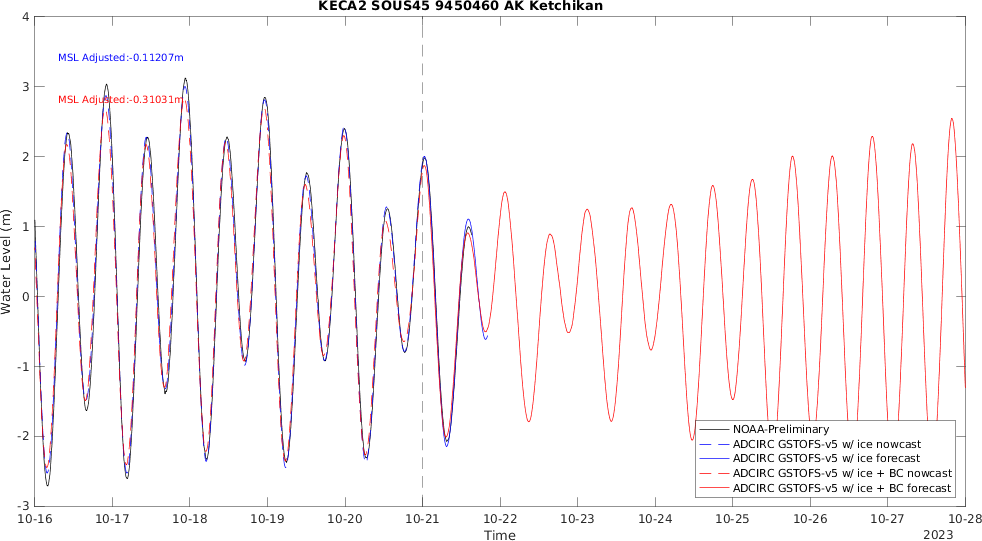 KECA2 SOUS45 9450460 AK Ketchikan
MSL Adjusted:-0.11207m
MSL Adjusted:-0.31031m
Water Level (m)
4
3
2
1
0
-1
-2
-3
NOAA-Preliminary
ADCIRC GSTOFS-v5 w/ ice nowcast
ADCIRC GSTOFS-v5 w/ ice forecast
ADCIRC GSTOFS-v5 w/ ice + BC nowcast
ADCIRC GSTOFS-v5 w/ ice + BC forecast
10-16 10-17 10-18 10-19 10-20 10-21 10-22 10-23 10-24 10-25 10-26 10-27 10-28
Time
2023